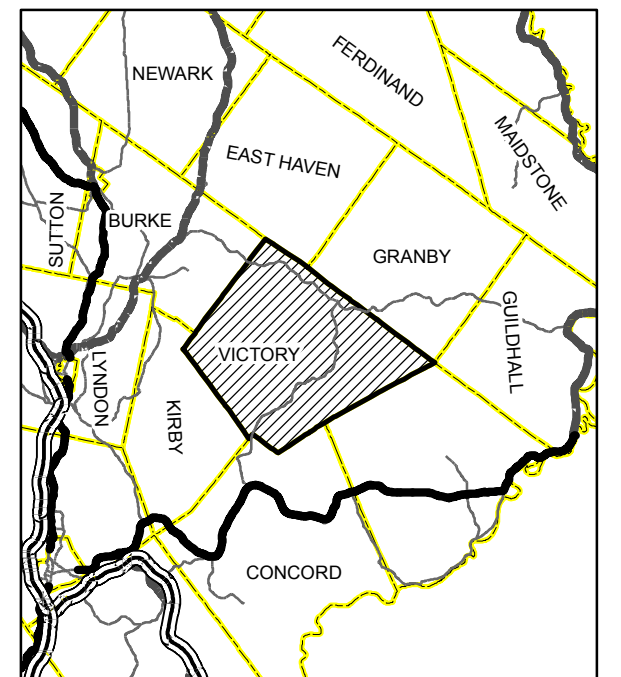 NEWARK
FERDINAND
MAIDSTONE
EAST HAVEN
SUTTON
BURKE
GRANBY
GUILDHALL
VICTORY
LYNDON
KIRBY
CONCORD